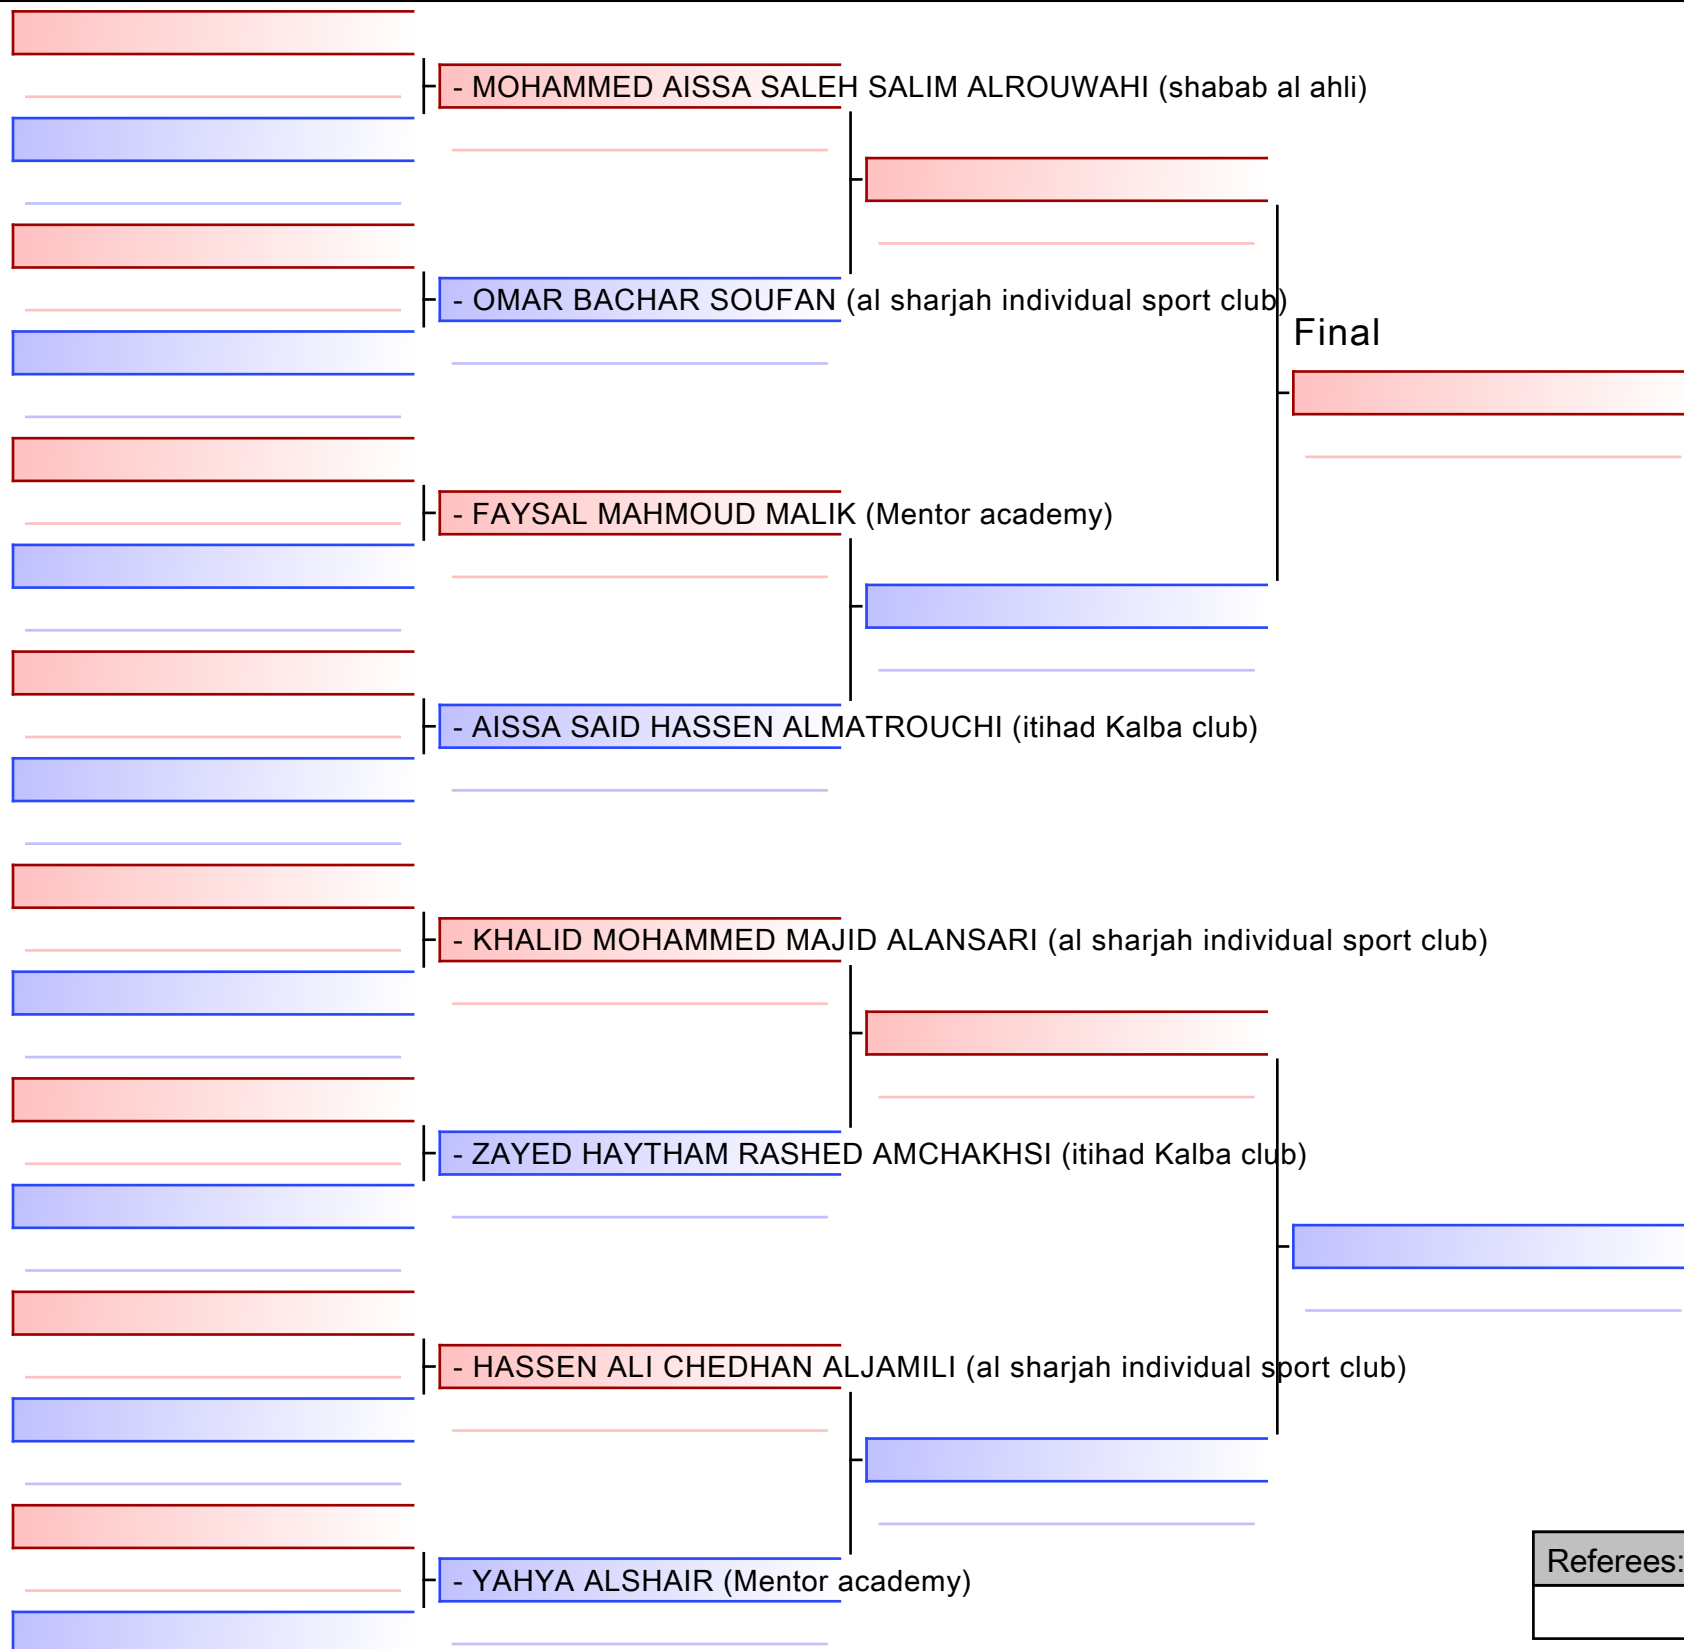 - MOHAMMED AISSA SALEH SALIM ALROUWAHI (shabab al ahli)
- OMAR BACHAR SOUFAN (al sharjah individual sport club)
Final
- FAYSAL MAHMOUD MALIK (Mentor academy)
- AISSA SAID HASSEN ALMATROUCHI (itihad Kalba club)
- KHALID MOHAMMED MAJID ALANSARI (al sharjah individual sport club)
- ZAYED HAYTHAM RASHED AMCHAKHSI (itihad Kalba club)
- HASSEN ALI CHEDHAN ALJAMILI (al sharjah individual sport club)
Referees:
- YAHYA ALSHAIR (Mentor academy)